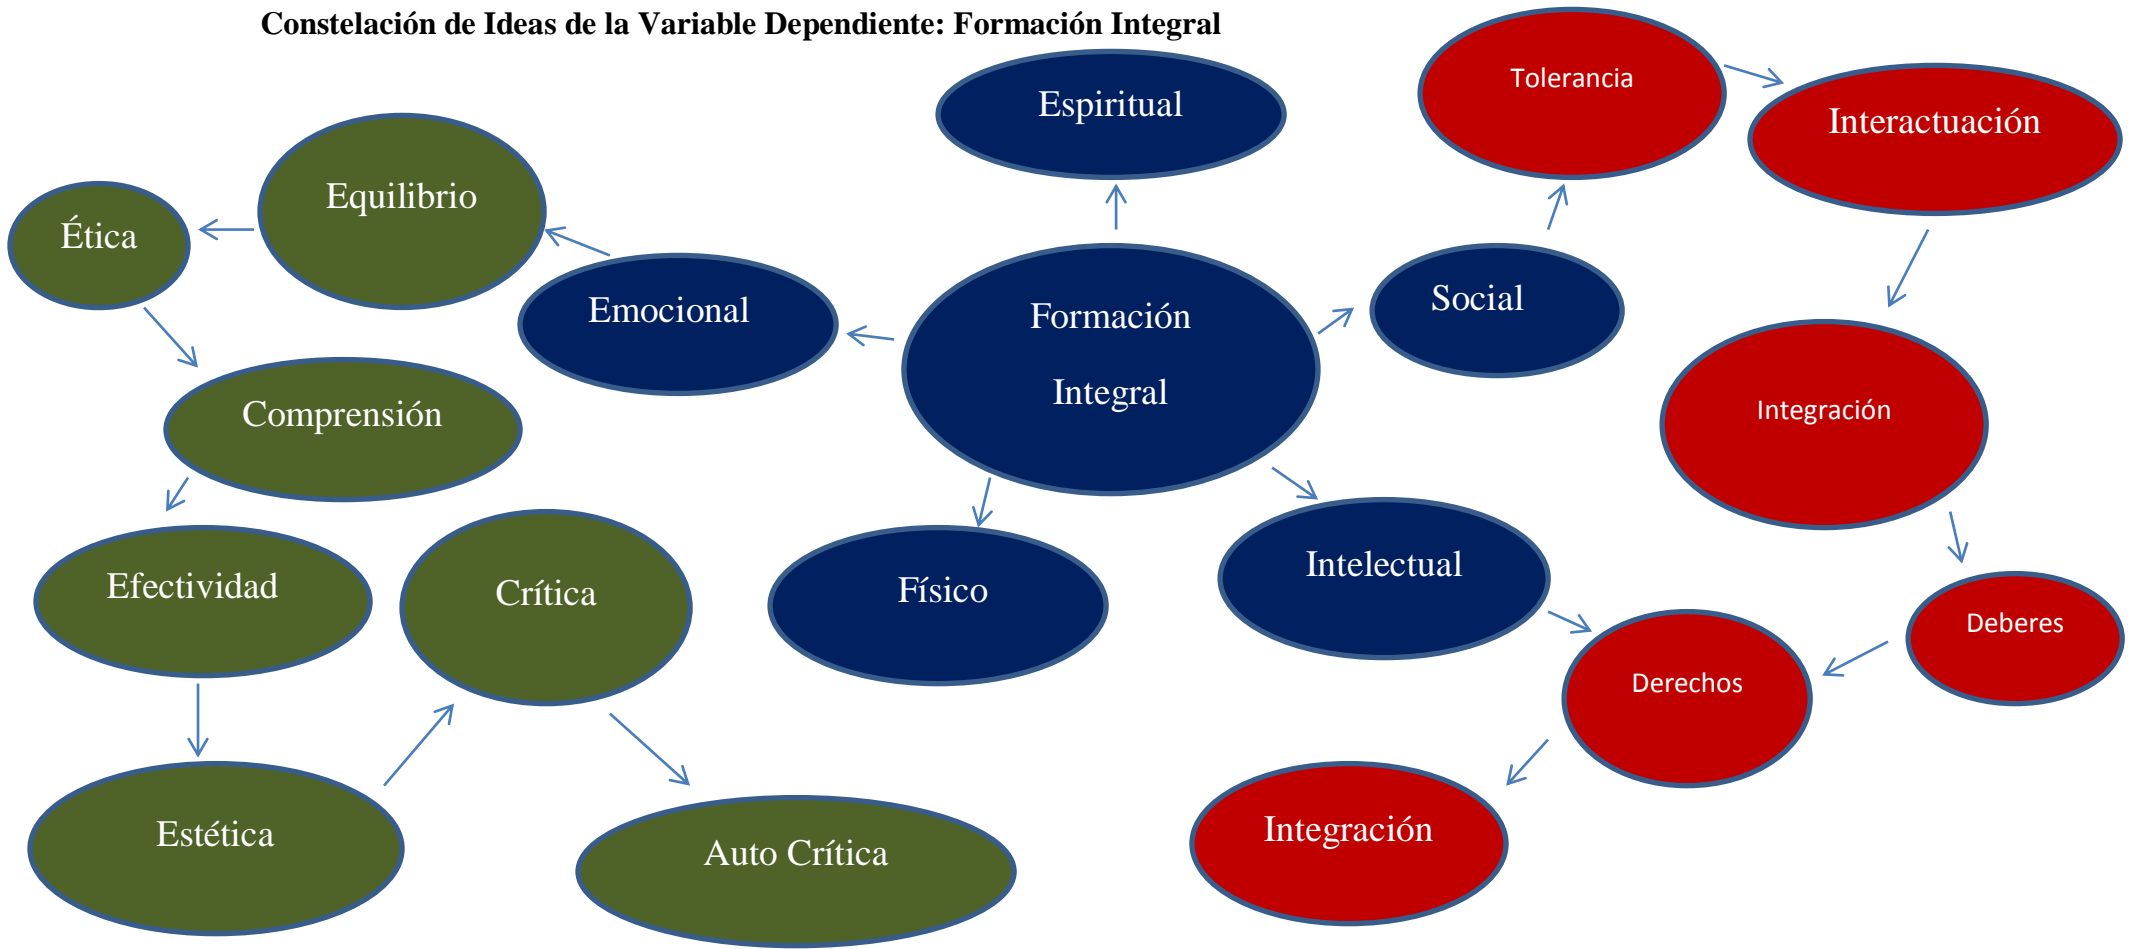 Constelación de Ideas de la Variable Dependiente: Formación Integral
Espiritual
Tolerancia
Interactuación
Equilibrio
Ética
Emocional
Formación
Integral
Social
Comprensión
Integración
Efectividad
Crítica
Físico
Intelectual
Deberes
Derechos
Estética
Auto Crítica
Integración